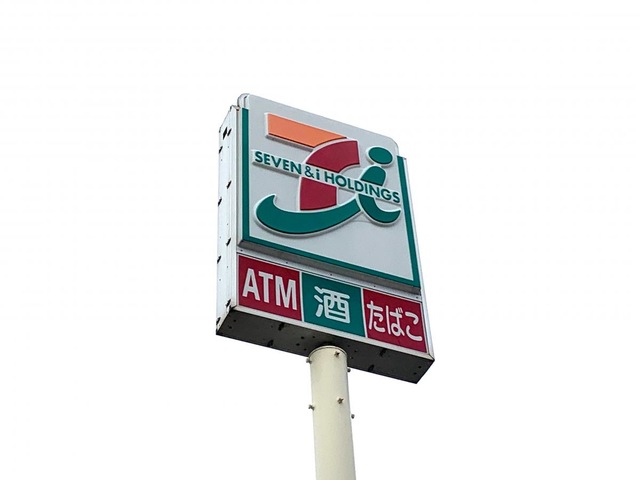 SEVEN & i HOLDINGS
ATM 酒 たばこ